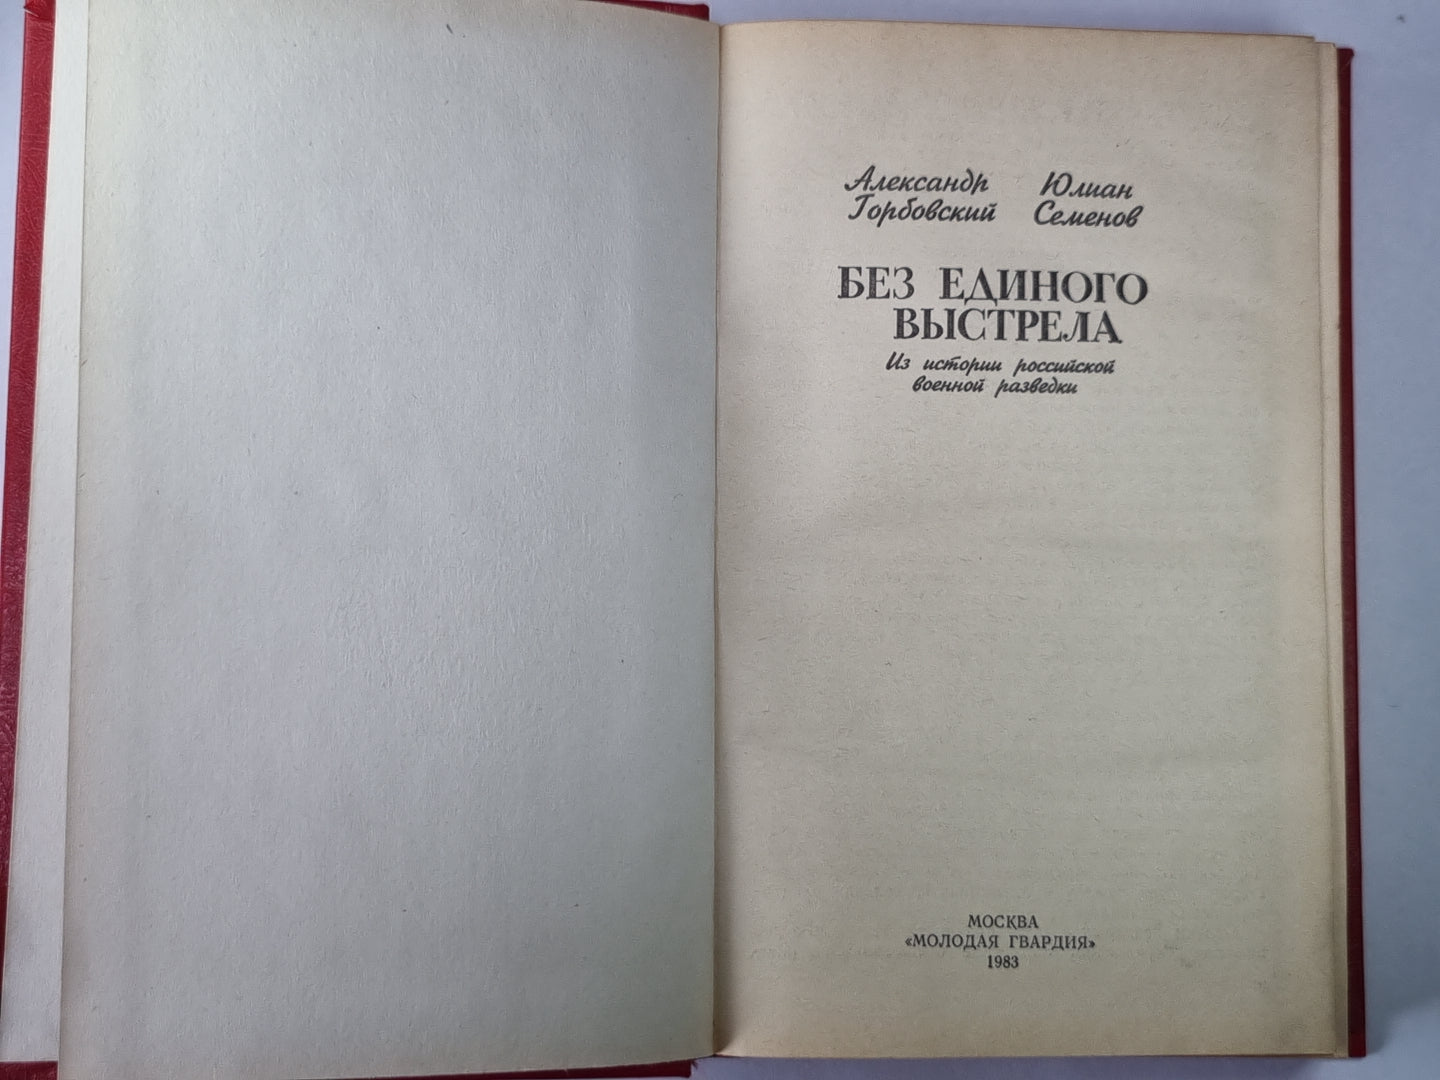 Александр Юлиан
Горбовский Семенов
БЕЗ ЕДИНОГО
ВЫСТРЕЛА
Из истории российской
военной разведки
МОСКВА
«МОЛОДАЯ ГВАРДИЯ»
1983